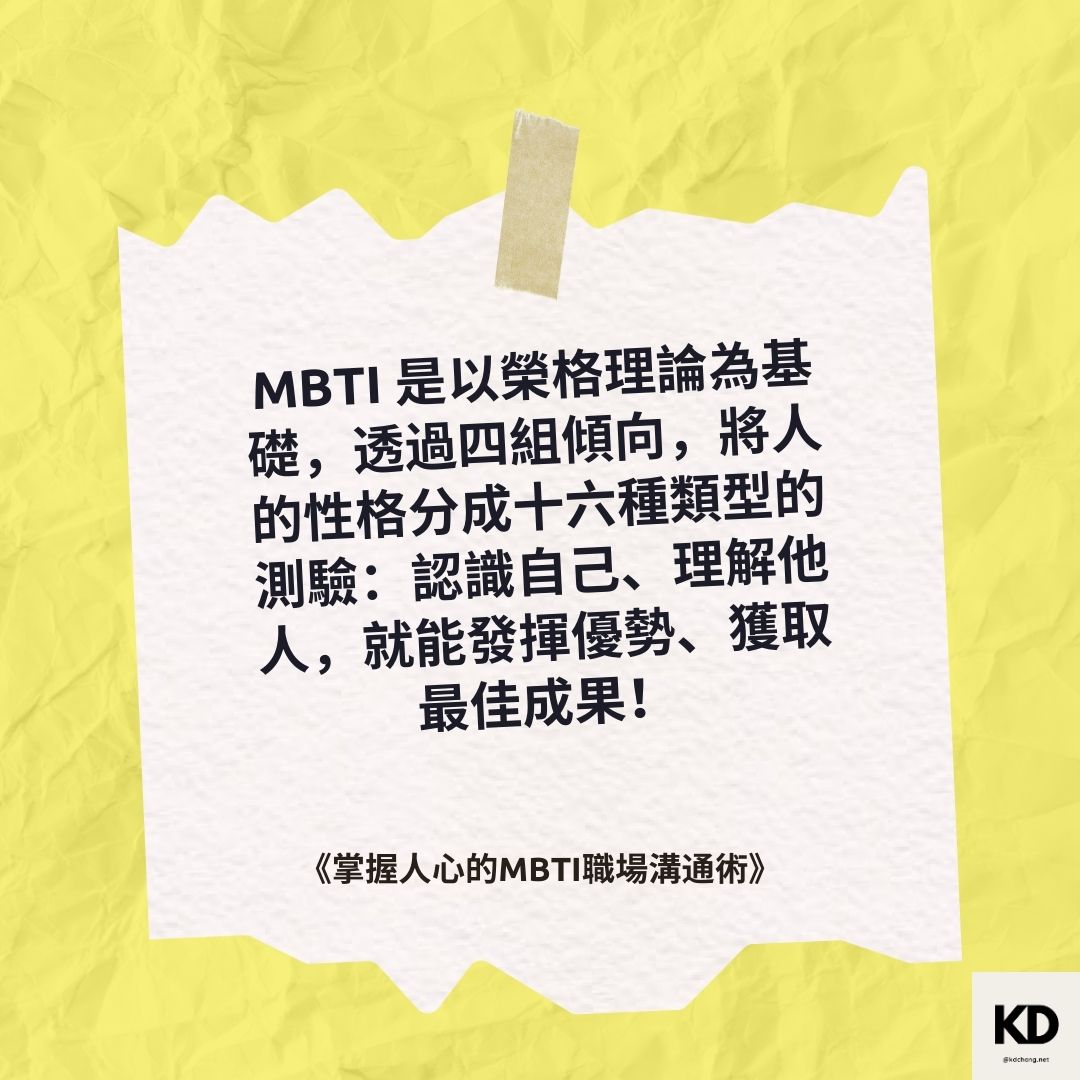 MBTI 是以榮格理論為基
礎，透過四組傾向，將人
的性格分成十六種類型的
測驗：認識自己、理解他
人，就能發揮優勢、獲取
最佳成果！
《掌握人心的MBTI職場溝通術》
KD
@kdchong.net